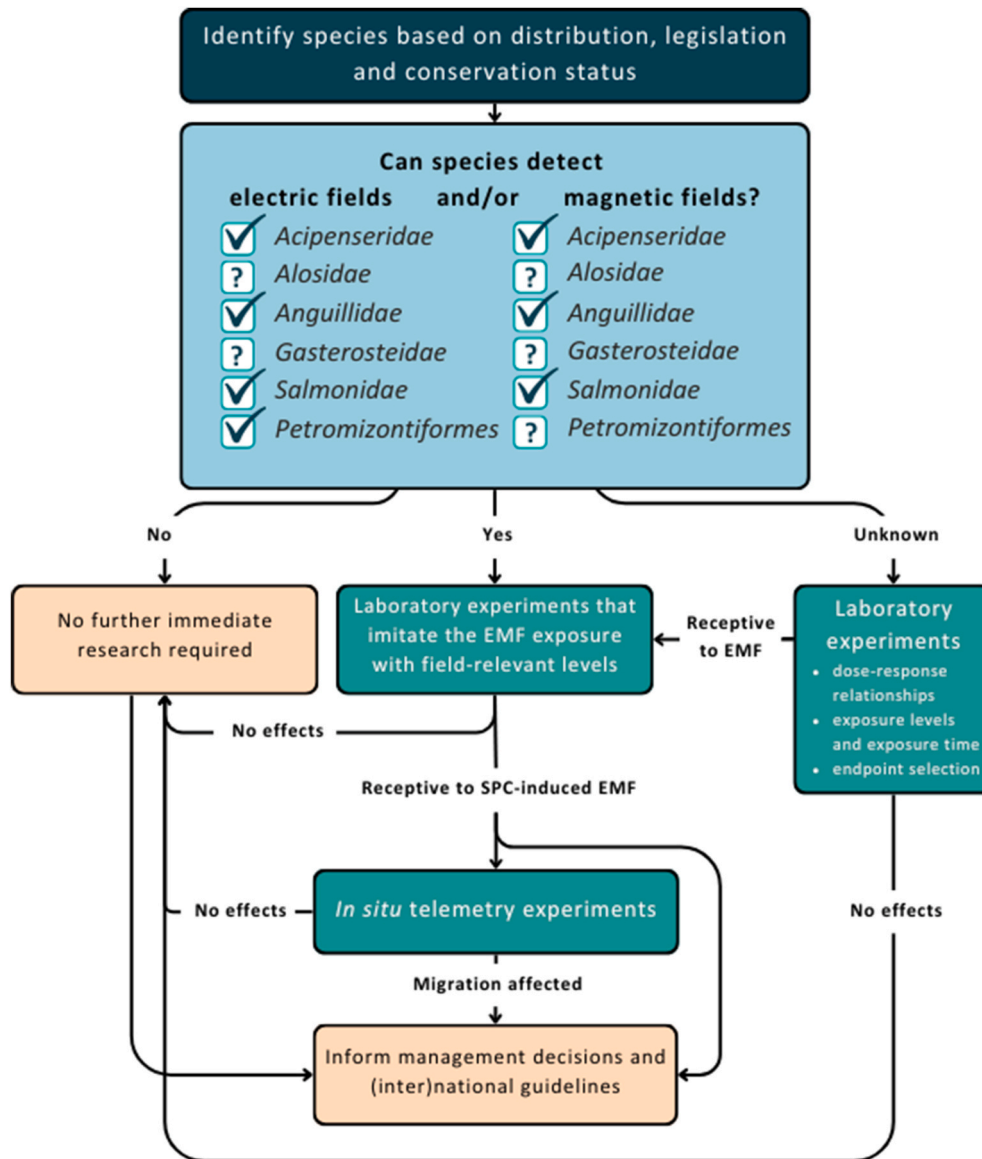 Identify species based on distribution, legislation
and conservation status
Can species detect
electric fields and/or magnetic fields?
Acipenseridae
? Alosidae
Anguillidae
? Gasterosteidae
Salmonidae
Petromizontiformes
Acipenseridae
? Alosidae
Anguillidae
? Gasterosteidae
Salmonidae
? Petromizontiformes
No
Yes
Unknown
No further immediate
research required
Laboratory experiments that
imitate the EMF exposure
with field-relevant levels
Receptive
to EMF
Laboratory
experiments
• dose-response
relationships
• exposure levels
and exposure time
• endpoint selection
No effects
Receptive to SPC-induced EMF
No effects
In situ telemetry experiments
No effects
Migration affected
Inform management decisions and
(inter)national guidelines